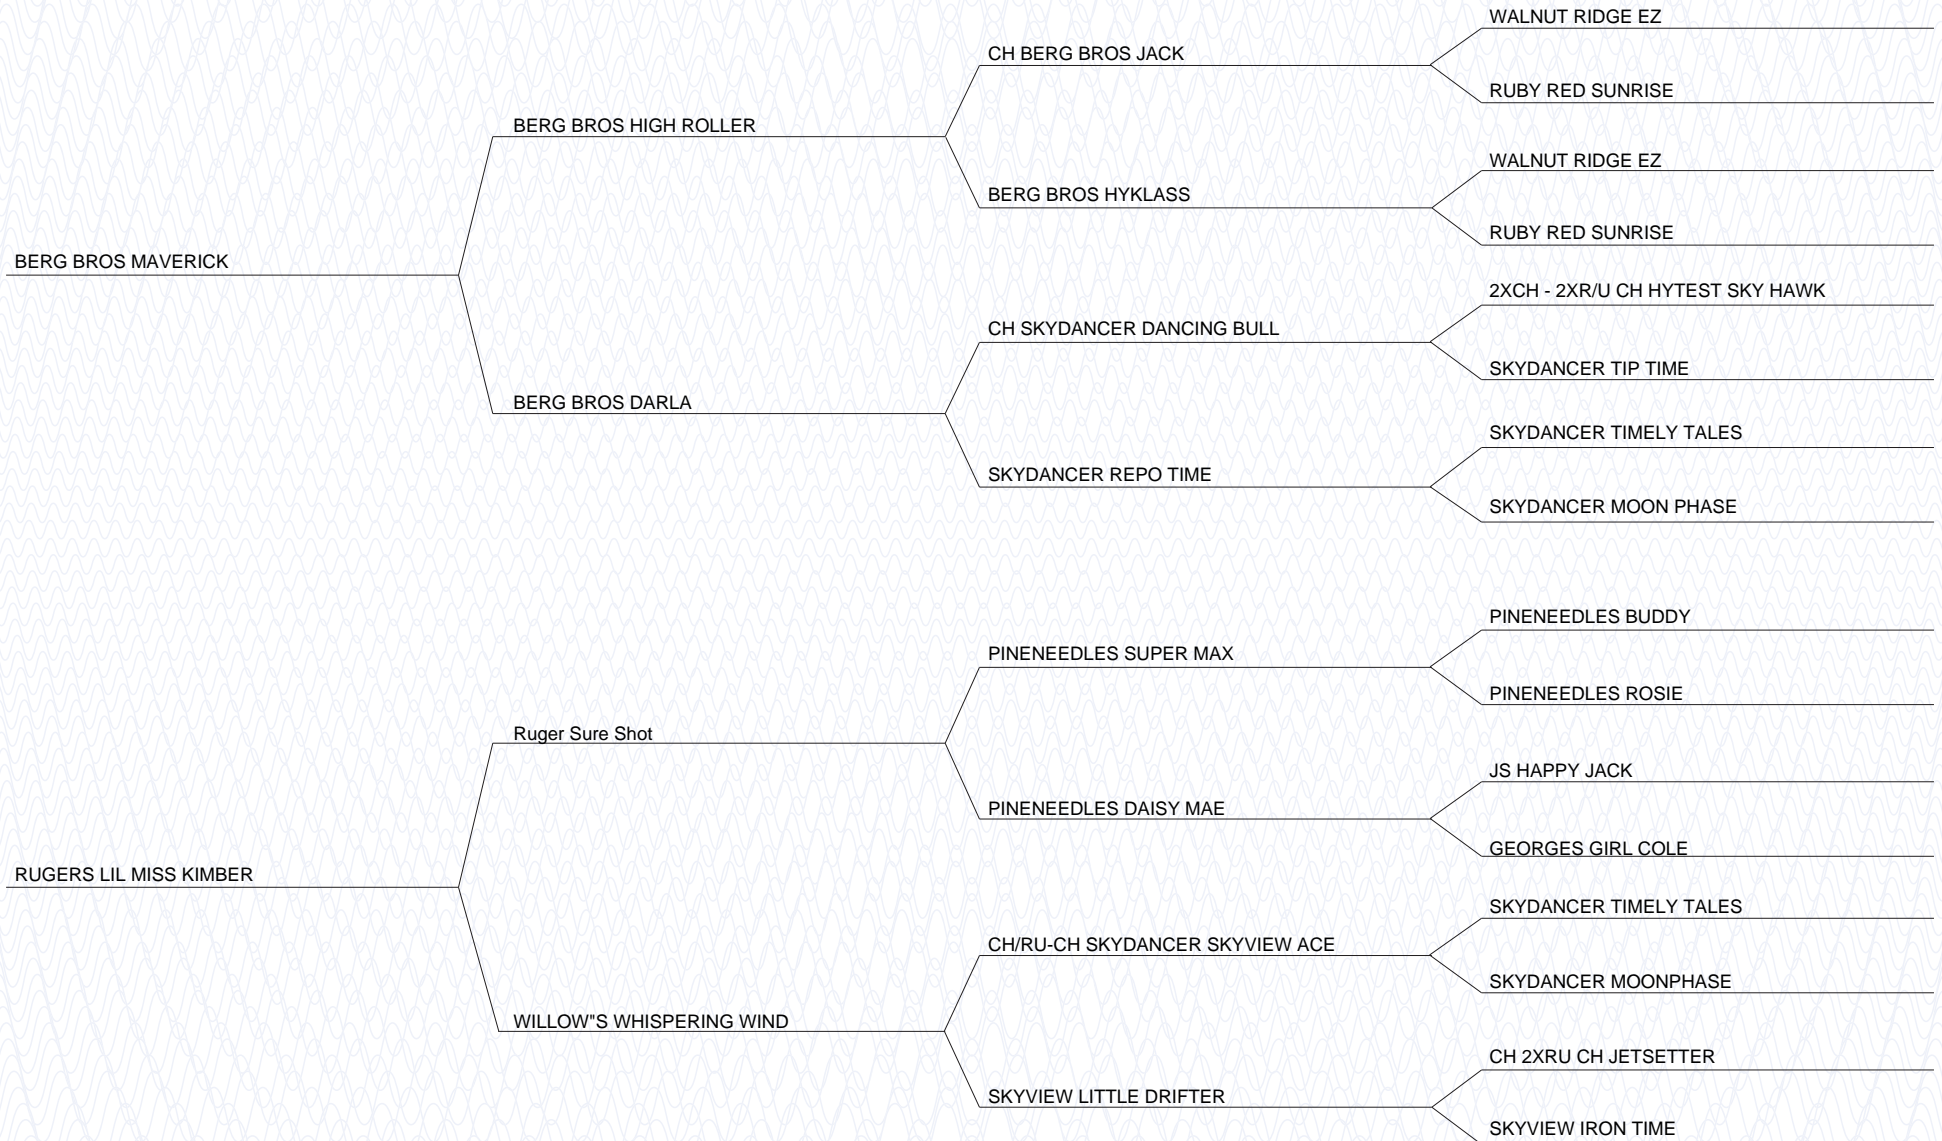 WALNUT RIDGE EZ
CH BERG BROS JACK
RUBY RED SUNRISE
BERG BROS HIGH ROLLER
WALNUT RIDGE EZ
BERG BROS HYKLASS
RUBY RED SUNRISE
BERG BROS MAVERICK
2XCH - 2XR/U CH HYTEST SKY HAWK
CH SKYDANCER DANCING BULL
SKYDANCER TIP TIME
BERG BROS DARLA
SKYDANCER TIMELY TALES
SKYDANCER REPO TIME
SKYDANCER MOON PHASE
PINENEEDLES BUDDY
PINENEEDLES SUPER MAX
PINENEEDLES ROSIE
Ruger Sure Shot
JS HAPPY JACK
PINENEEDLES DAISY MAE
GEORGES GIRL COLE
RUGERS LIL MISS KIMBER
SKYDANCER TIMELY TALES
CH/RU-CH SKYDANCER SKYVIEW ACE
SKYDANCER MOONPHASE
WILLOW"S WHISPERING WIND
CH 2XRU CH JETSETTER
SKYVIEW LITTLE DRIFTER
SKYVIEW IRON TIME